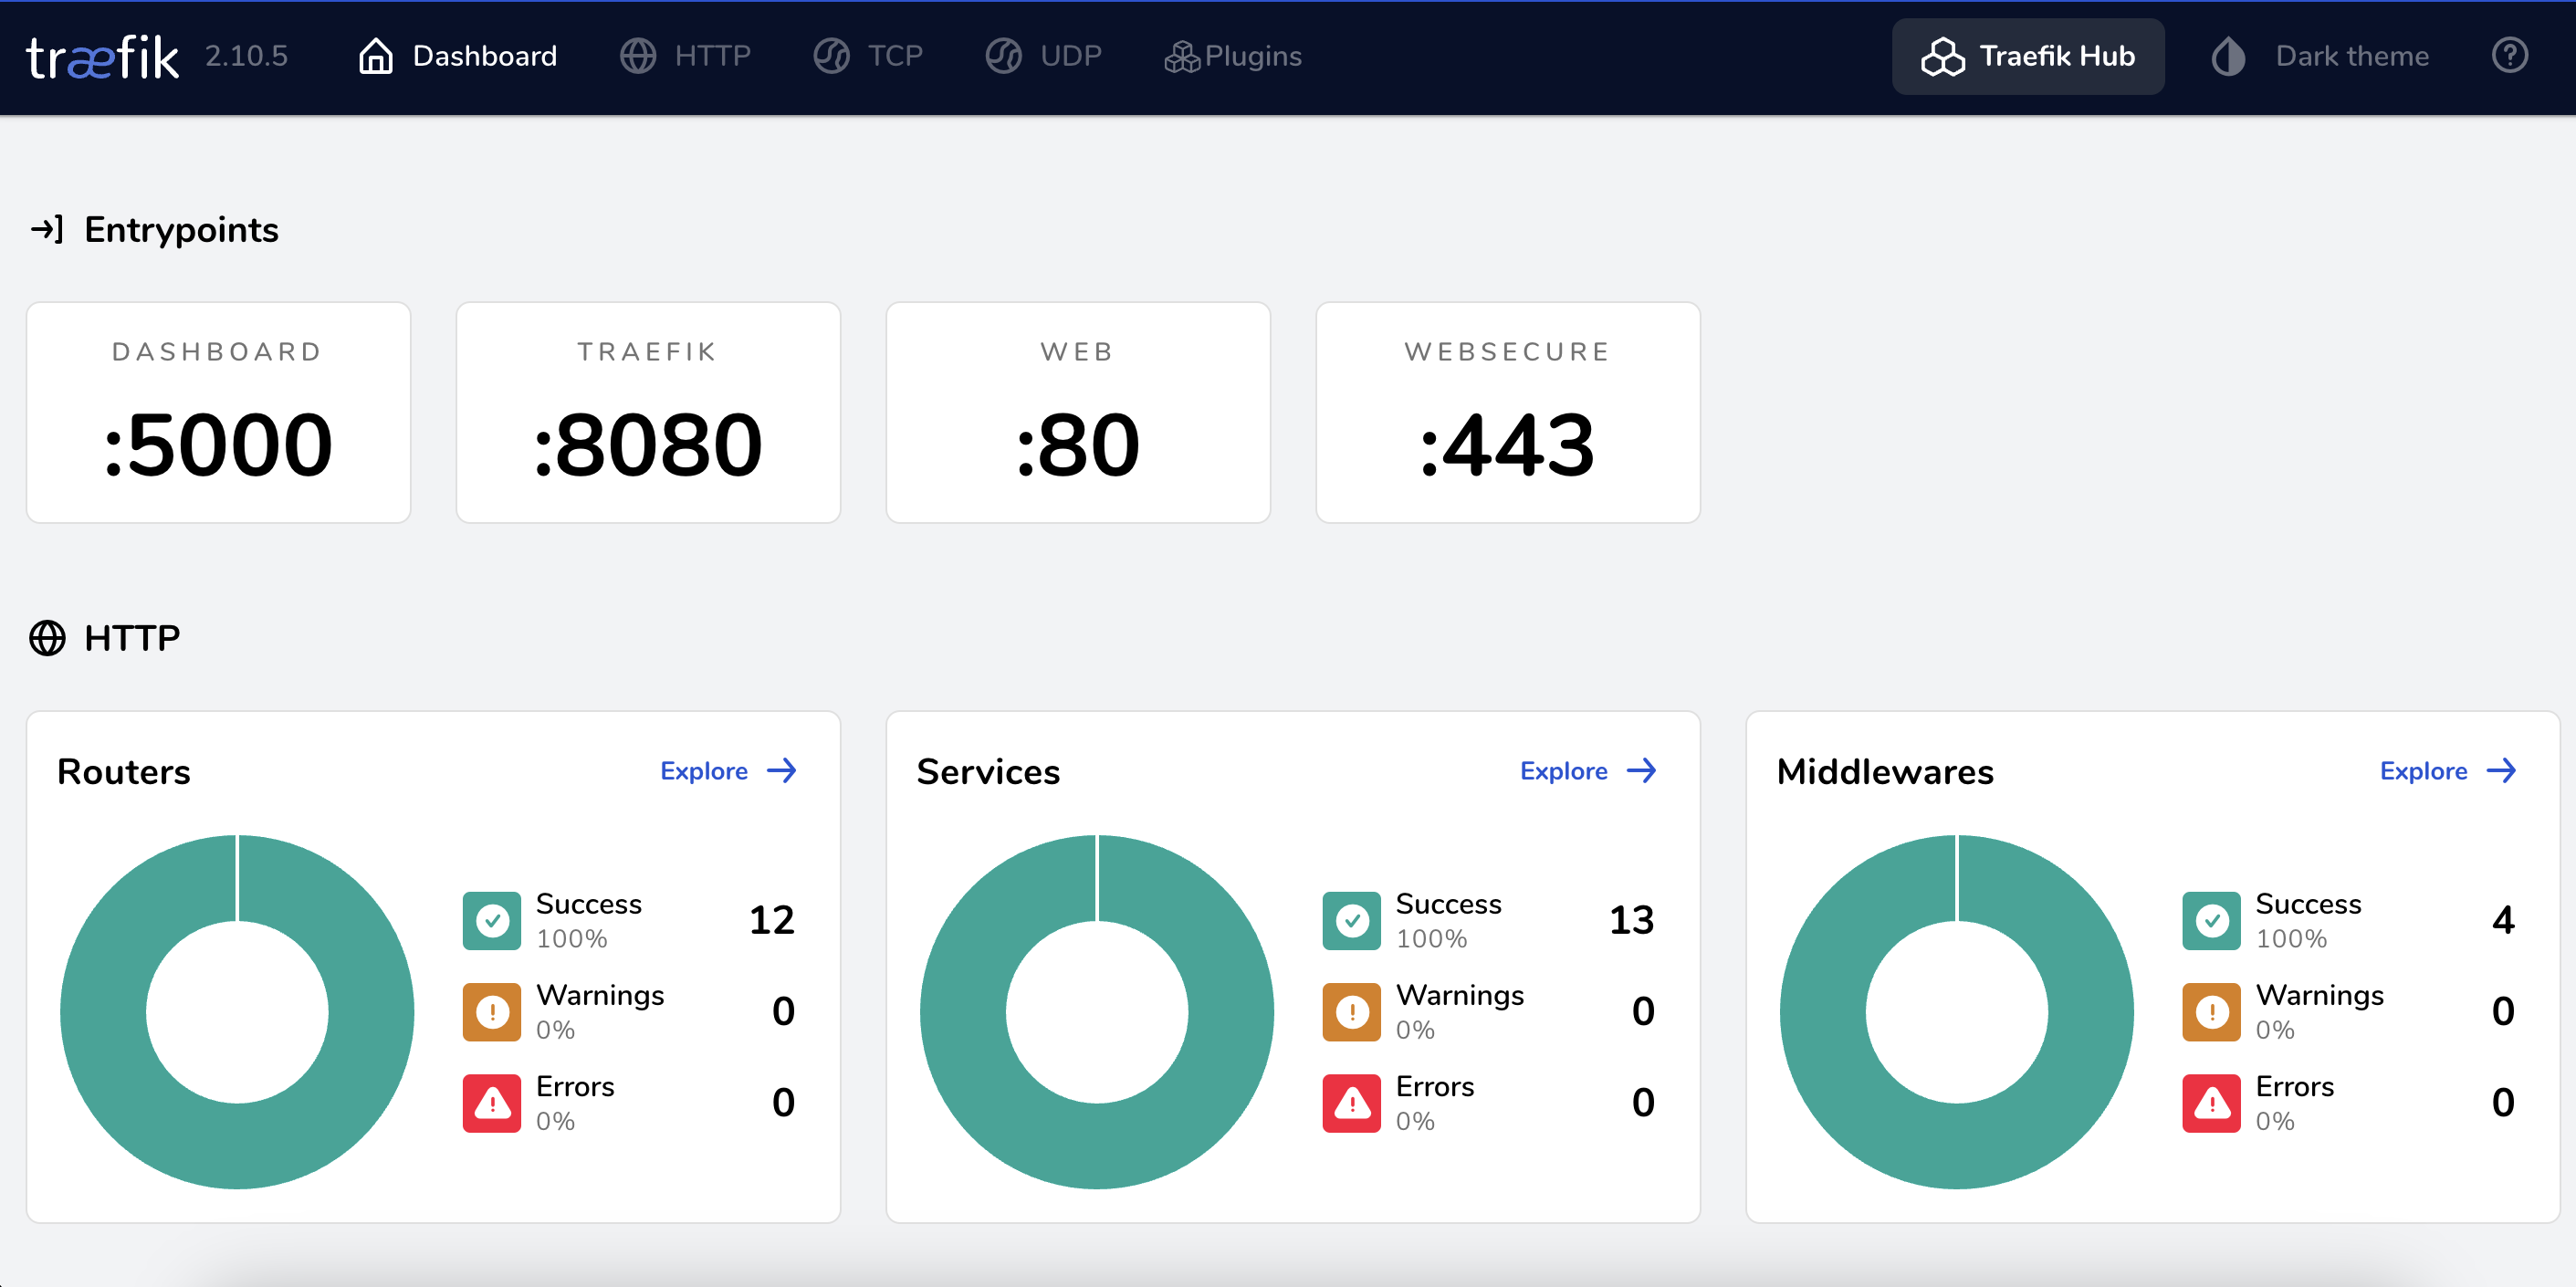 træfik 2.10.5 Dashboard HTTP TCP UDP Plugins Traefik Hub Dark theme ?
Entrypoints
DASHBOARD TRAEFIK WEB WEBSECURE
:5000 :8080 :80 :443
HTTP
Routers Explore Services Explore Middlewares Explore
Success 12 Success 13 Success 4
100% 100% 100%
Warnings 0 Warnings 0 Warnings 0
0% 0% 0%
Errors 0 Errors 0 Errors 0
0% 0% 0%